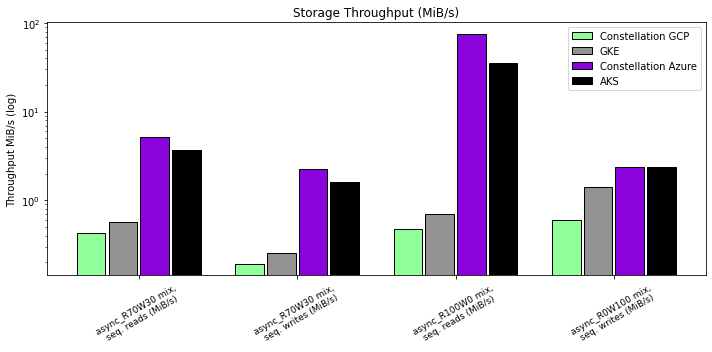 Storage Throughput (MiB/s)
Throughput MiB/s (log)
10²
10¹
10⁰
Constellation GCP
GKE
Constellation Azure
AKS
async_R70W30 mix,
seq. reads (MiB/s)
async_R70W30 mix,
seq. writes (MiB/s)
async_R100W0 mix,
seq. reads (MiB/s)
async_R0W100 mix,
seq. writes (MiB/s)